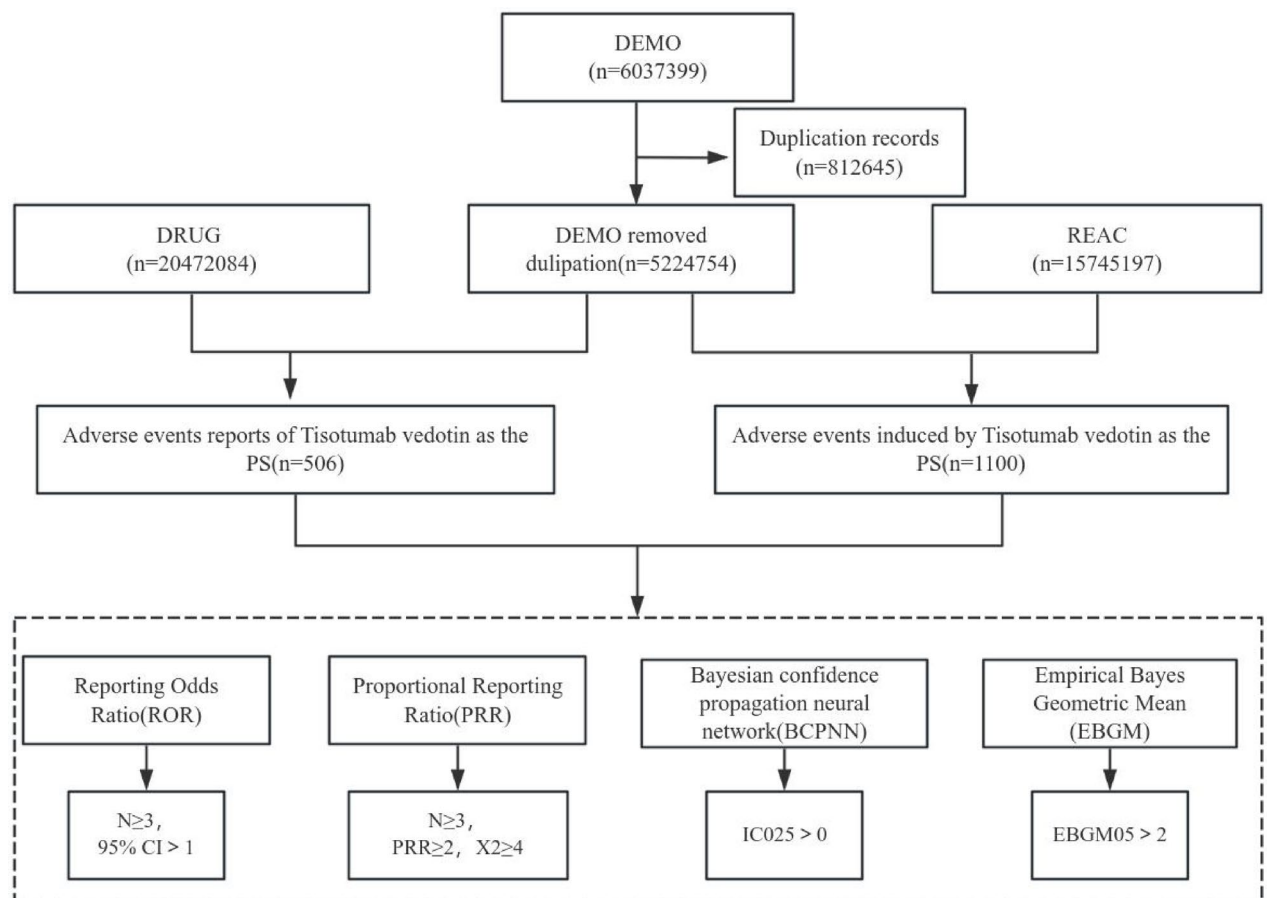 DEMO
(n=6037399)
Duplication records
(n=812645)
DRUG
(n=20472084)
DEMO removed
dulipation(n=5224754)
REAC
(n=15745197)
Adverse events reports of Tisotumab vedotin as the
PS(n=506)
Adverse events induced by Tisotumab vedotin as the
PS(n=1100)
Reporting Odds
Ratio(ROR)
Proportional Reporting
Ratio(PRR)
Bayesian confidence
propagation neural
network(BCPNN)
Empirical Bayes
Geometric Mean
(EBGM)
N≥3,
95% CI > 1
N≥3,
PRR≥2, X2≥4
IC025 > 0
EBGM05 > 2